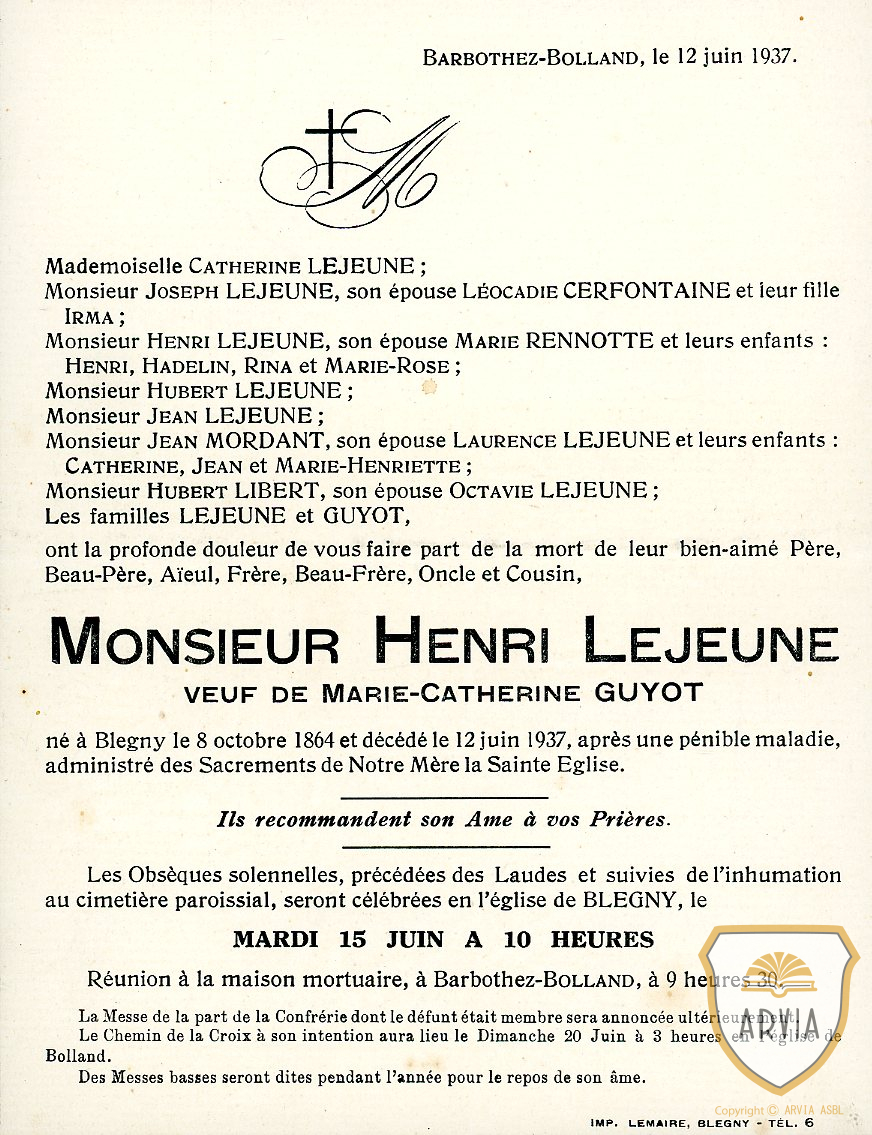 BARBOTHEZ-BOLLAND, le 12 juin 1937.
M
Mademoiselle CATHERINE LEJEUNE ;
Monsieur JOSEPH LEJEUNE, son épouse LÉOCADIE CERFONTAINE et leur fille
IRMA ;
Monsieur HENRI LEJEUNE, son épouse MARIE RENNOTTE et leurs enfants :
HENRI, HADELIN, RINA et MARIE-ROSE ;
Monsieur HUBERT LEJEUNE ;
Monsieur JEAN LEJEUNE ;
Monsieur JEAN MORDANT, son épouse LAURENCE LEJEUNE et leurs enfants :
CATHERINE, JEAN et MARIE-HENRIETTE ;
Monsieur HUBERT LIBERT, son épouse OCTAVIE LEJEUNE ;
Les familles LEJEUNE et GUYOT,
ont la profonde douleur de vous faire part de la mort de leur bien-aimé Père,
Beau-Père, Aïeul, Frère, Beau-Frère, Oncle et Cousin,
MONSIEUR HENRI LEJEUNE
VEUF DE MARIE-CATHERINE GUYOT
né à Blegny le 8 octobre 1864 et décédé le 12 juin 1937, après une pénible maladie,
administré des Sacrements de Notre Mère la Sainte Eglise.
Ils recommandent son Ame à vos Prières.
Les Obsèques solennelles, précédées des Laudes et suivies de l'inhumation
au cimetière paroissial, seront célébrées en l'église de BLEGNY, le
MARDI 15 JUIN A 10 HEURES
Réunion à la maison mortuaire, à Barbothez-BOLLAND, à 9 heures 30.
La Messe de la part de la Confrérie dont le défunt était membre sera annoncée ultérieurement.
Le Chemin de la Croix à son intention aura lieu le Dimanche 20 Juin à 3 heures en l'église de
Bolland.
Des Messes basses seront dites pendant l'année pour le repos de son âme.
ARVIA
Copyright © ARVIA ASBL
IMP. LEMAIRE, BLEGNY - TÉL. 6